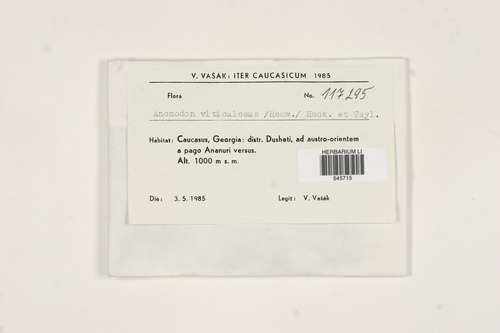 V. VAŠÁK: ITER CAUCASICUM 1985
Flora No. 117295
Anomodon viticulosus /Hedw./ Hook. et Tayl.
Habitat: Caucasus, Georgia: distr. Dusheti, ad austro-orientem
a pago Ananuri versus.
Alt. 1000 m s. m.
HERBARIUM LI
545715
Die: 3. 5. 1985 Legit: V. Vašák